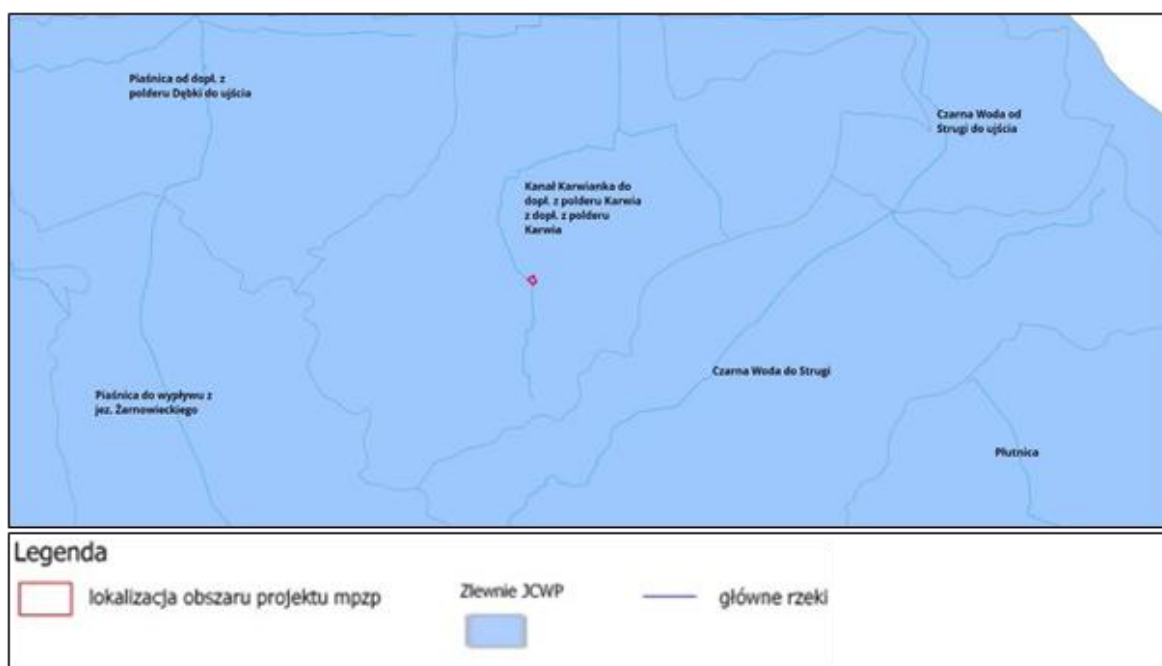 Piaśnica od dopł. z
polderu Dębki do ujścia
Czarna Woda od
Strugi do ujścia
Kanał Karwianka do
dopł. z polderu Karwia
z dopł. z polderu
Karwia
Czarna Woda do Strugi
Piaśnica do wypływu z
jez. Żarnowieckiego
Płutnica
Legenda
lokalizacja obszaru projektu mpzp
Zlewnie JCWP
główne rzeki